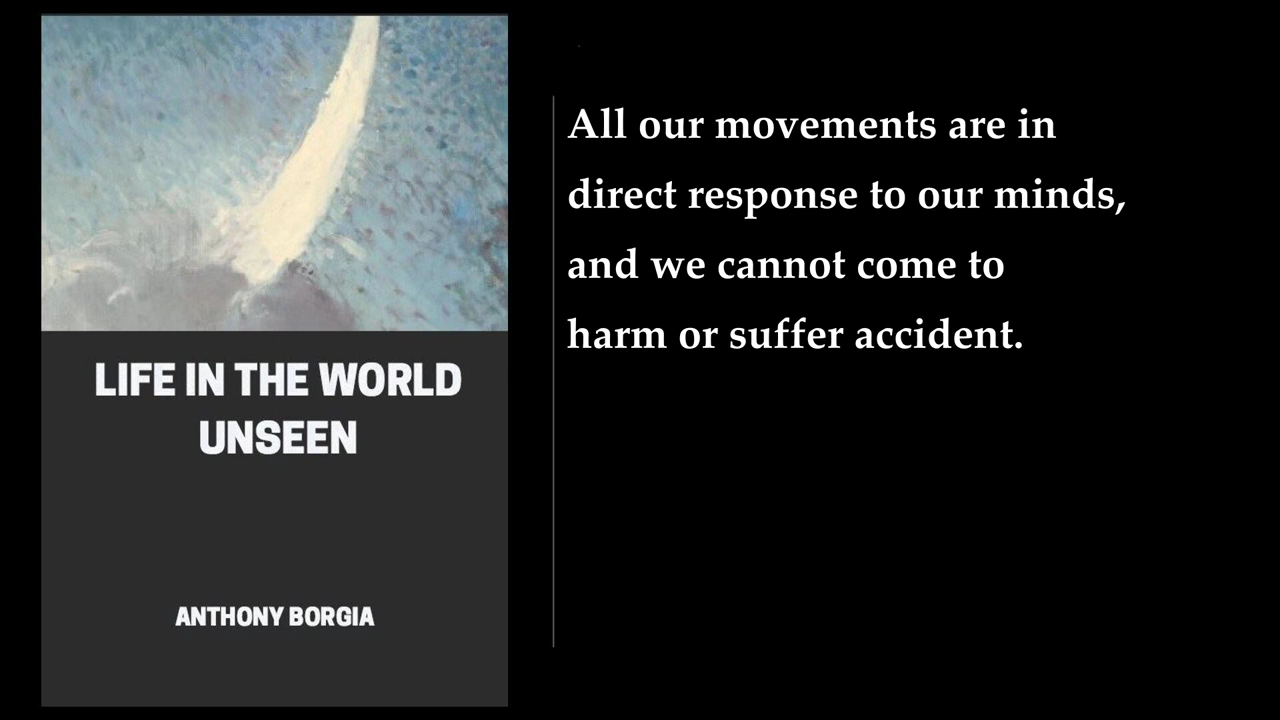 LIFE IN THE WORLD
UNSEEN
ANTHONY BORGIA
All our movements are in
direct response to our minds,
and we cannot come to
harm or suffer accident.